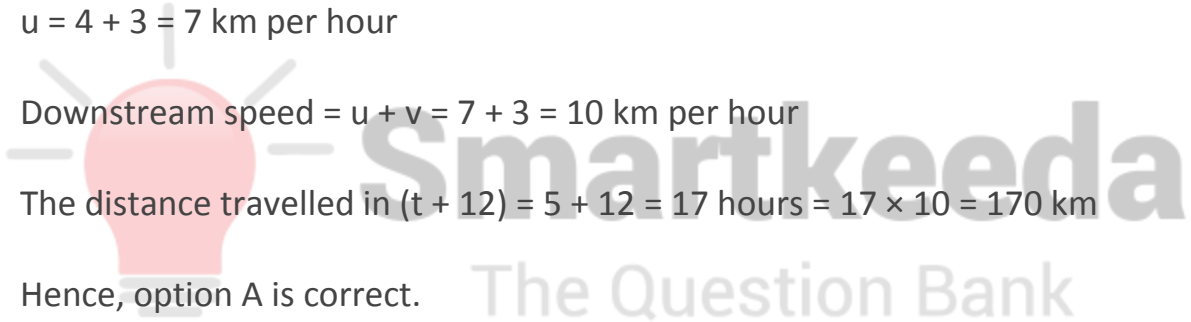 u = 4 + 3 = 7 km per hour
Downstream speed = u + v = 7 + 3 = 10 km per hour
Smartkeeda
The distance travelled in (t + 12) = 5 + 12 = 17 hours = 17 × 10 = 170 km
The Question Bank
Hence, option A is correct.